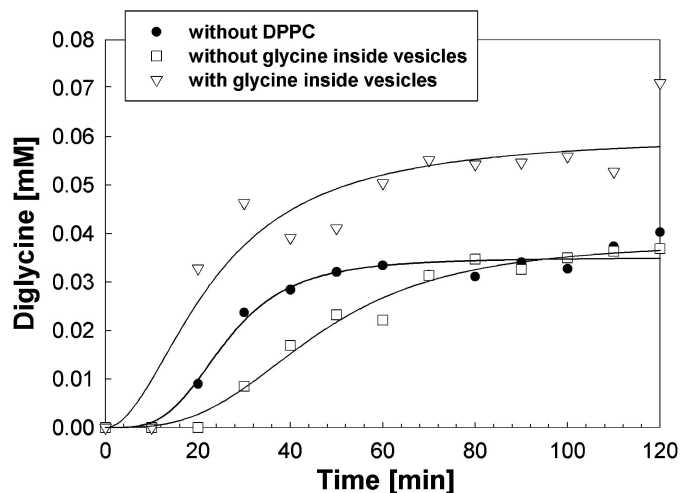 0.08
without DPPC
without glycine inside vesicles
with glycine inside vesicles
0.07
0.06
0.05
0.04
0.03
0.02
0.01
0.00
Diglycine [mM]
0 20 40 60 80 100 120
Time [min]